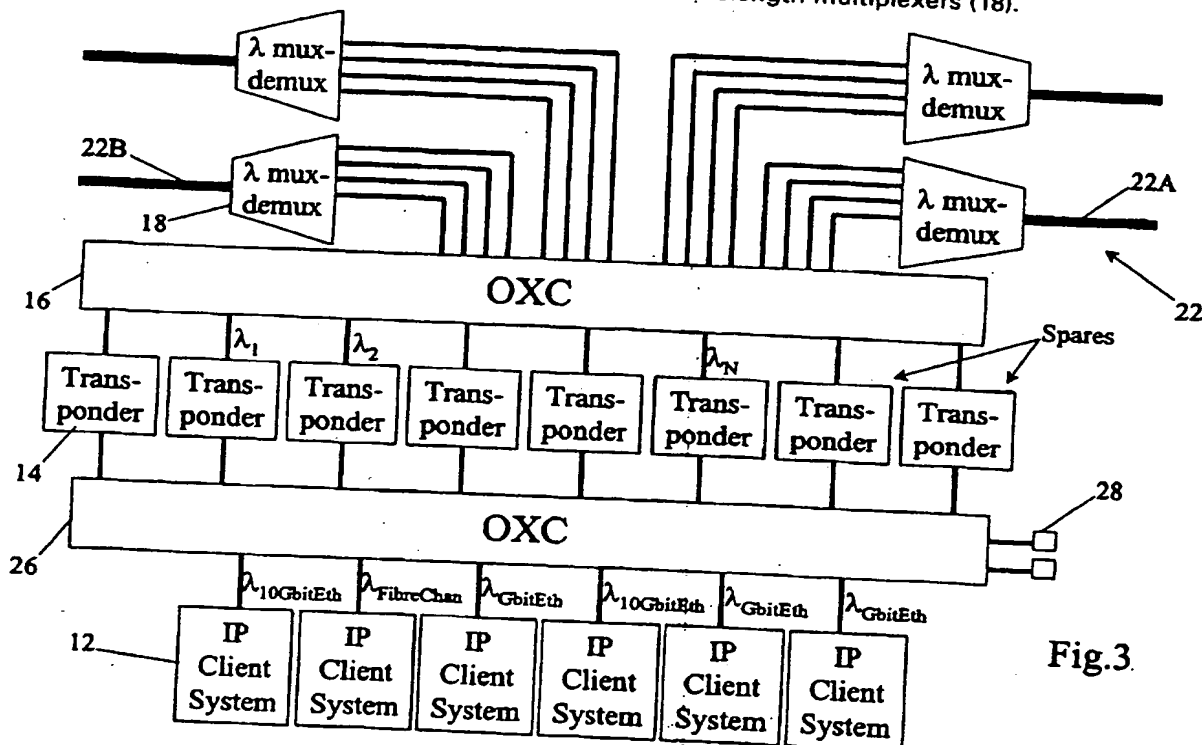 length multiplexers (18).
λ mux-
demux
λ mux-
demux
22B
λ mux-
demux
18
λ mux-
demux
22A
22
16
OXC
λ1
λ2
λN
Spares
Trans-
ponder
Trans-
ponder
Trans-
ponder
Trans-
ponder
Trans-
ponder
Trans-
ponder
Trans-
ponder
Trans-
ponder
14
OXC
28
26
λ10GbitEth
λFibreChan
λGbitEth
λ10GbitEth
λGbitEth
λGbitEth
12
IP
Client
System
IP
Client
System
IP
Client
System
IP
Client
System
IP
Client
System
IP
Client
System
Fig.3